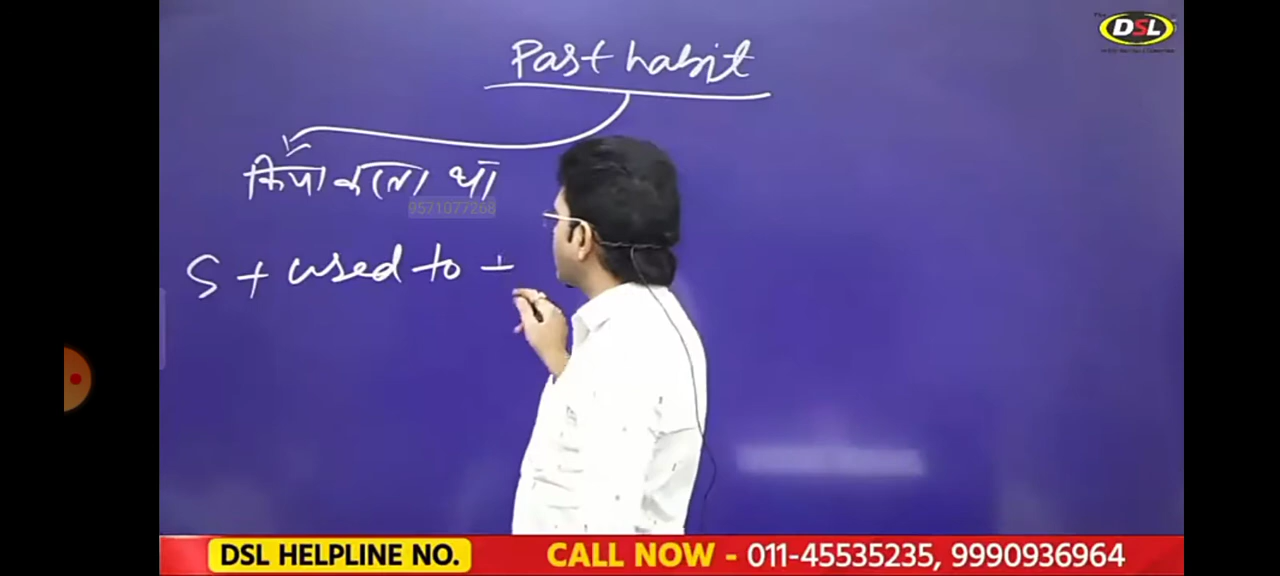 DSL
Past habit
किया करता था
9571077268
S + used to +
DSL HELPLINE NO. CALL NOW - 011-45535235, 9990936964